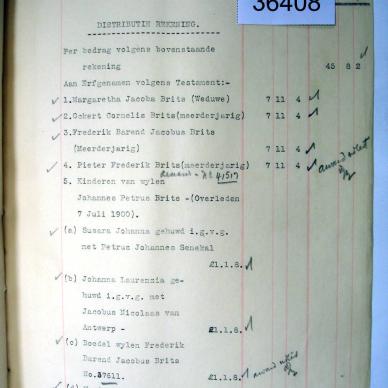 36408
DISTRIBUTIE REKENING.
Per bedrag volgens bovenstaande
rekening 45 8 2
Aan Erfgenamen volgens Testament:-
1.Margaretha Jacoba Brits (Weduwe) 7 11 4
2.Ockert Cornelis Brits(meerderjarig) 7 11 4
3.Frederik Barend Jacobus Brits
(Meerderjarig) 7 11 4
4. Pieter Frederik Brits(meerderjarig) 7 11 4
5. Kinderen van wylen
Johannes Petrus Brits -(Overleden
7 Juli 1900).
(a) Susara Johanna gehuwd i.g.v.g.
met Petrus Johannes Senekal
£1.1.8.
(b) Johanna Laurenzia ge-
huwd i.g.v.g. met
Jacobus Nicolaas van
Antwerp - £1.1.8.
(c) Boedel wylen Frederik
Barend Jacobus Brits
No.37611. £1.1.8.